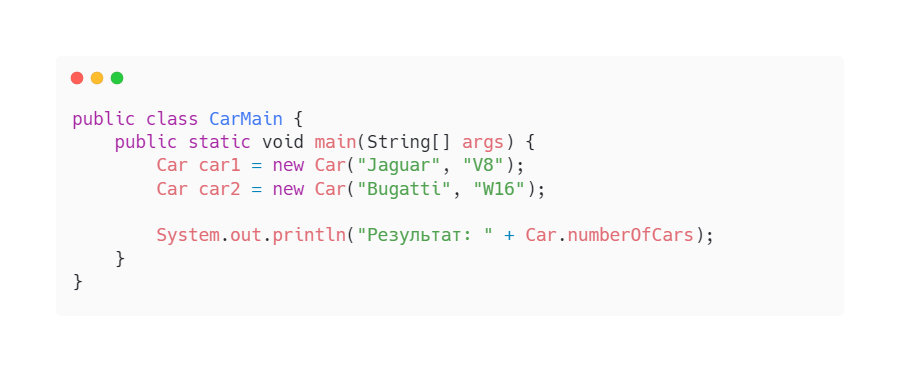 public class CarMain {
    public static void main(String[] args) {
        Car car1 = new Car("Jaguar", "V8");
        Car car2 = new Car("Bugatti", "W16");

        System.out.println("Результат: " + Car.numberOfCars);
    }
}